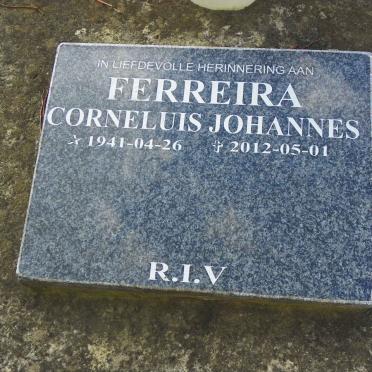 IN LIEFDEVOLLE HERINNERING AAN
FERREIRA
CORNELUIS JOHANNES
☆ 1941-04-26 ✞ 2012-05-01
R.I.V